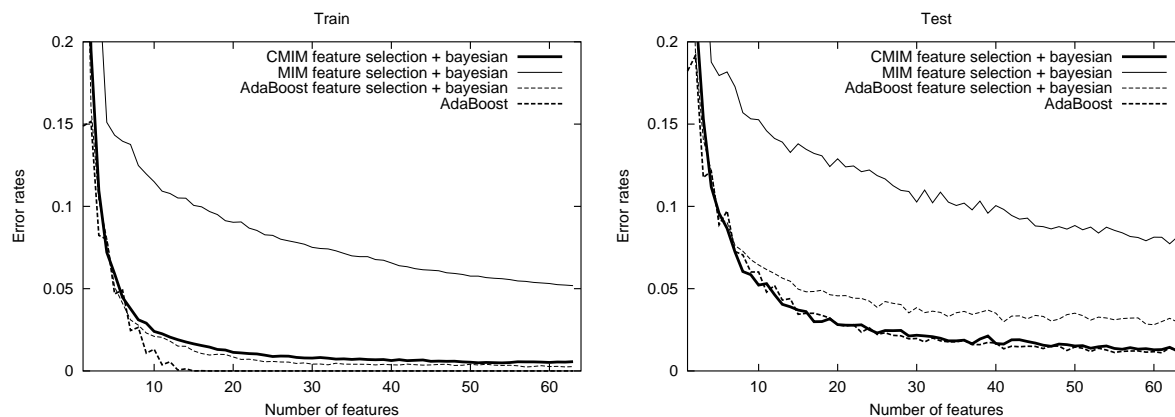 Train
0.2
0.15
0.1
0.05
0
Error rates
CMIM feature selection + bayesian
MIM feature selection + bayesian
AdaBoost feature selection + bayesian
AdaBoost
10 20 30 40 50 60
Number of features
Test
0.2
0.15
0.1
0.05
0
Error rates
CMIM feature selection + bayesian
MIM feature selection + bayesian
AdaBoost feature selection + bayesian
AdaBoost
10 20 30 40 50 60
Number of features